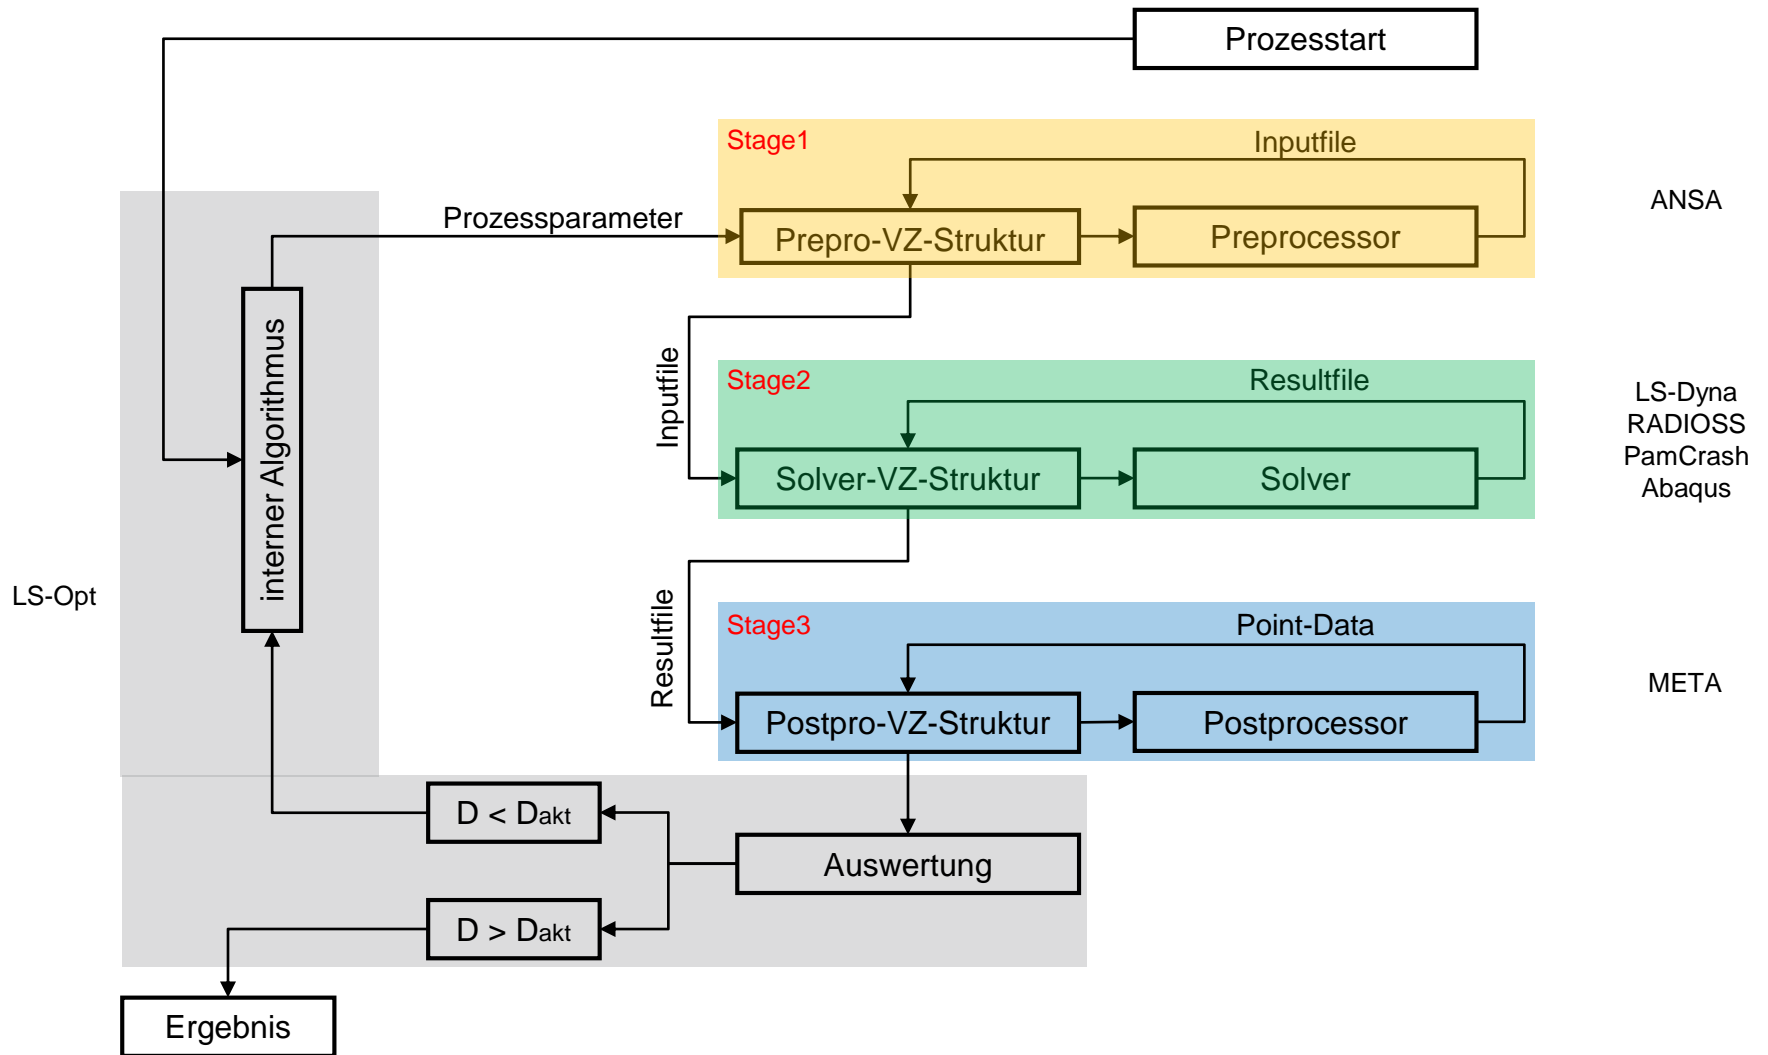 Prozesstart
Stage1
Inputfile
ANSA
Prozessparameter
Prepro-VZ-Struktur
Preprocessor
interner Algorithmus
Inputfile
Stage2
Resultfile
LS-Dyna
RADIOSS
PamCrash
Abaqus
Solver-VZ-Struktur
Solver
LS-Opt
Resultfile
Stage3
Point-Data
META
Postpro-VZ-Struktur
Postprocessor
D < Dakt
Auswertung
D > Dakt
Ergebnis